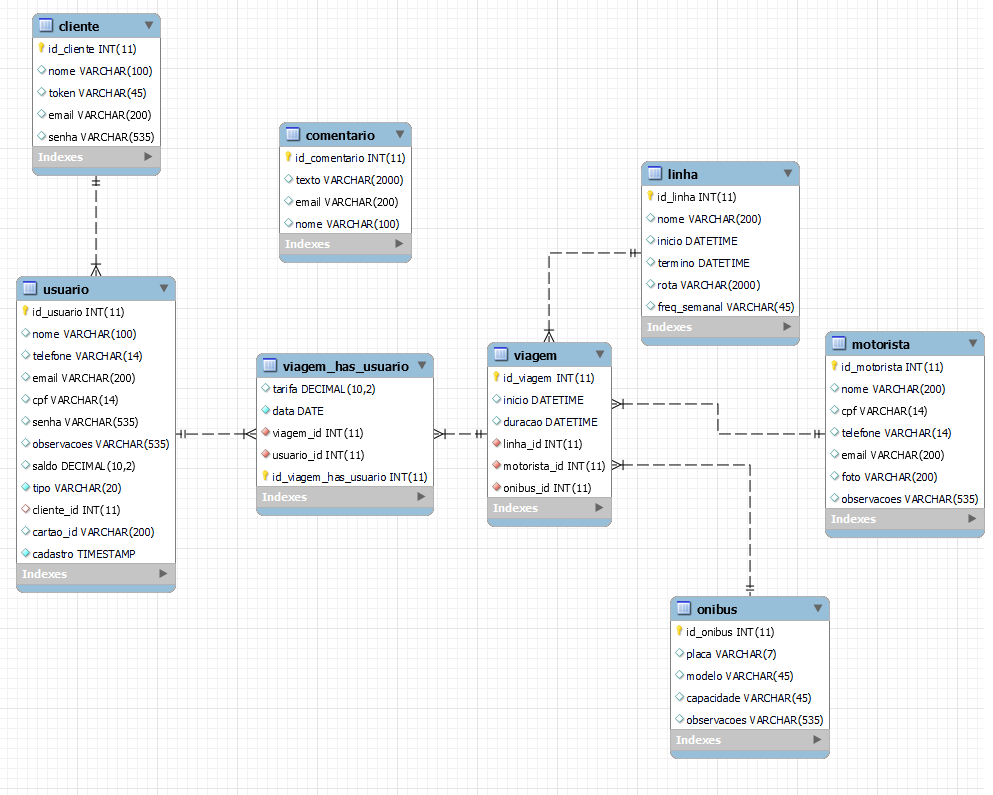 cliente
id_cliente INT(11)
nome VARCHAR(100)
token VARCHAR(45)
email VARCHAR(200)
senha VARCHAR(535)
Indexes
comentario
id_comentario INT(11)
texto VARCHAR(2000)
email VARCHAR(200)
nome VARCHAR(100)
Indexes
linha
id_linha INT(11)
nome VARCHAR(200)
inicio DATETIME
termino DATETIME
rota VARCHAR(2000)
freq_semanal VARCHAR(45)
Indexes
usuario
id_usuario INT(11)
nome VARCHAR(100)
telefone VARCHAR(14)
email VARCHAR(200)
cpf VARCHAR(14)
senha VARCHAR(535)
observacoes VARCHAR(535)
saldo DECIMAL(10,2)
tipo VARCHAR(20)
cliente_id INT(11)
cartao_id VARCHAR(200)
cadastro TIMESTAMP
Indexes
viagem_has_usuario
tarifa DECIMAL(10,2)
data DATE
viagem_id INT(11)
usuario_id INT(11)
id_viagem_has_usuario INT(11)
Indexes
viagem
id_viagem INT(11)
inicio DATETIME
duracao DATETIME
linha_id INT(11)
motorista_id INT(11)
onibus_id INT(11)
Indexes
motorista
id_motorista INT(11)
nome VARCHAR(200)
cpf VARCHAR(14)
telefone VARCHAR(14)
email VARCHAR(200)
foto VARCHAR(200)
observacoes VARCHAR(535)
Indexes
onibus
id_onibus INT(11)
placa VARCHAR(7)
modelo VARCHAR(45)
capacidade VARCHAR(45)
observacoes VARCHAR(535)
Indexes